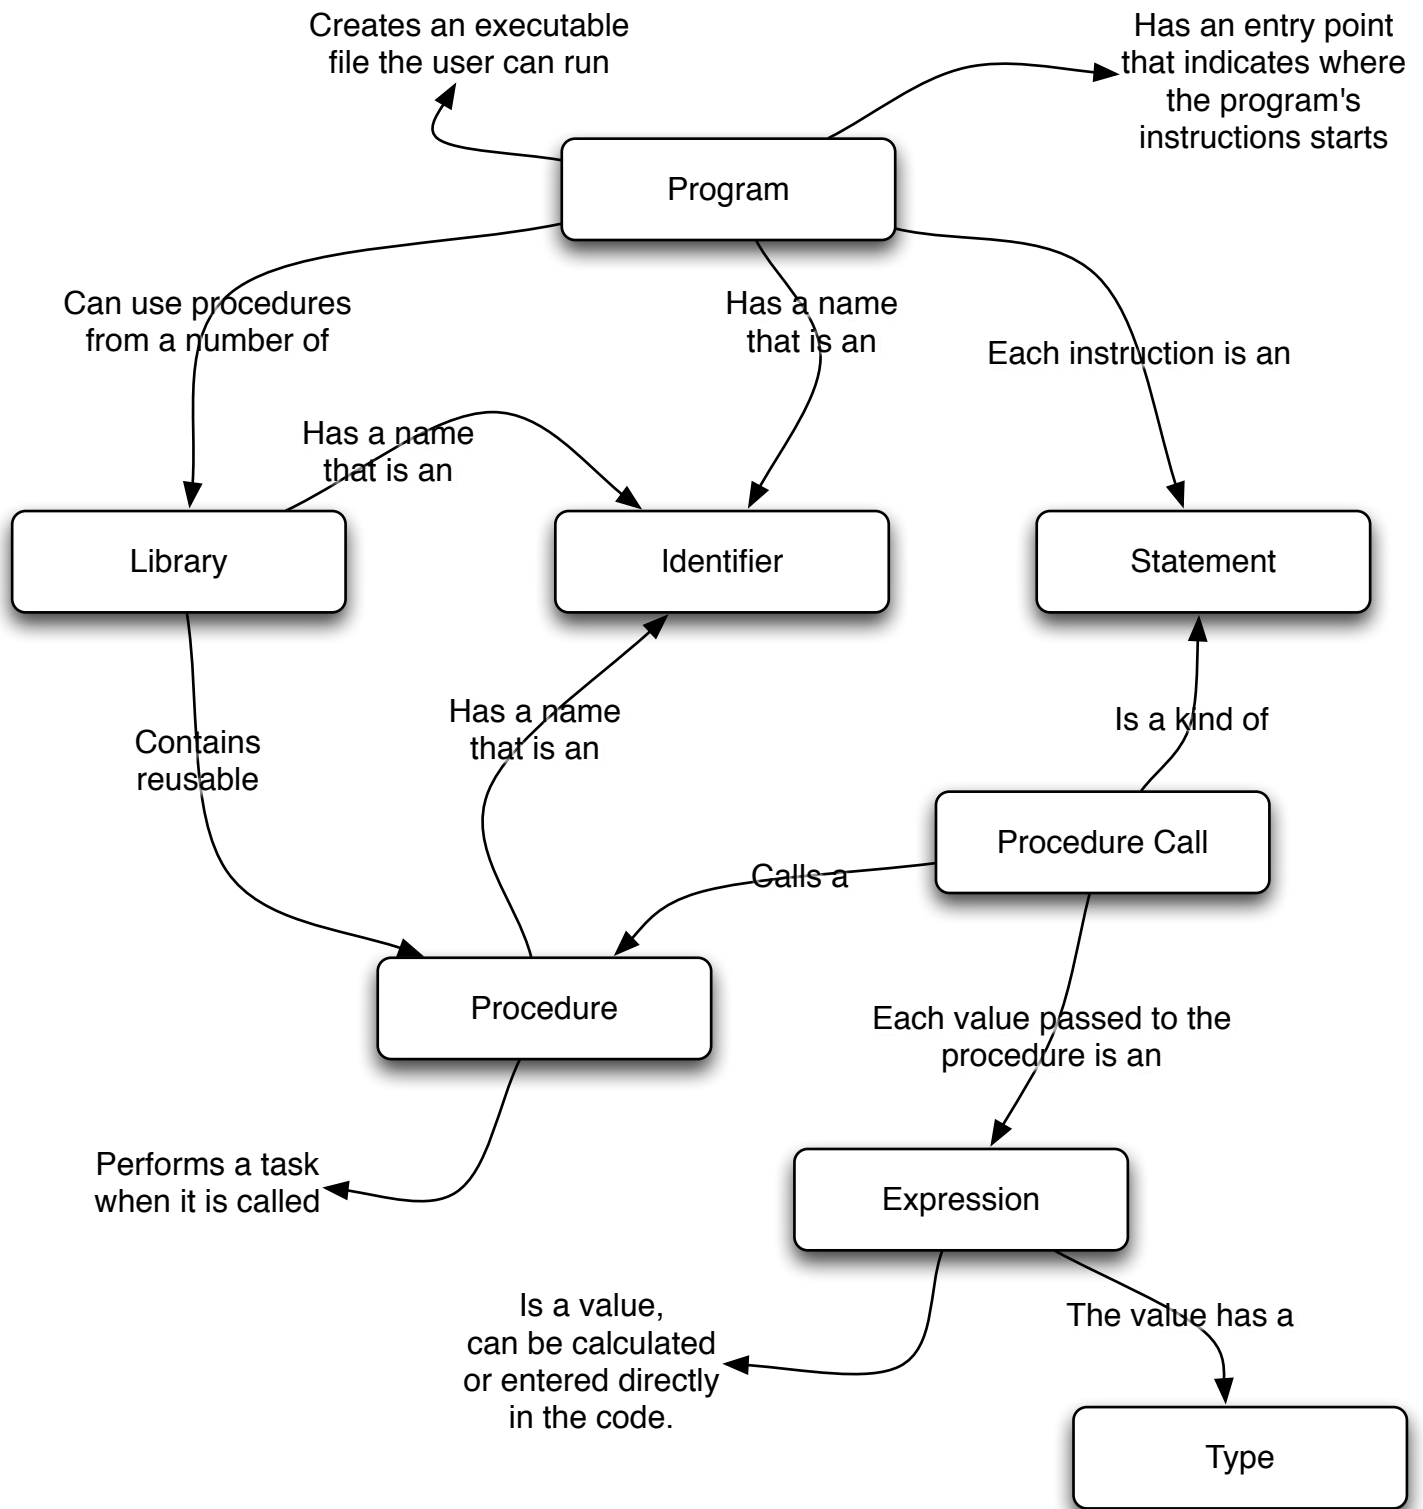 Creates an executable
file the user can run
Has an entry point
that indicates where
the program's
instructions starts
Program
Can use procedures
from a number of
Has a name
that is an
Each instruction is an
Has a name
that is an
Library
Identifier
Statement
Contains
reusable
Has a name
that is an
Is a kind of
Procedure Call
Calls a
Procedure
Each value passed to the
procedure is an
Performs a task
when it is called
Expression
Is a value,
can be calculated
or entered directly
in the code.
The value has a
Type